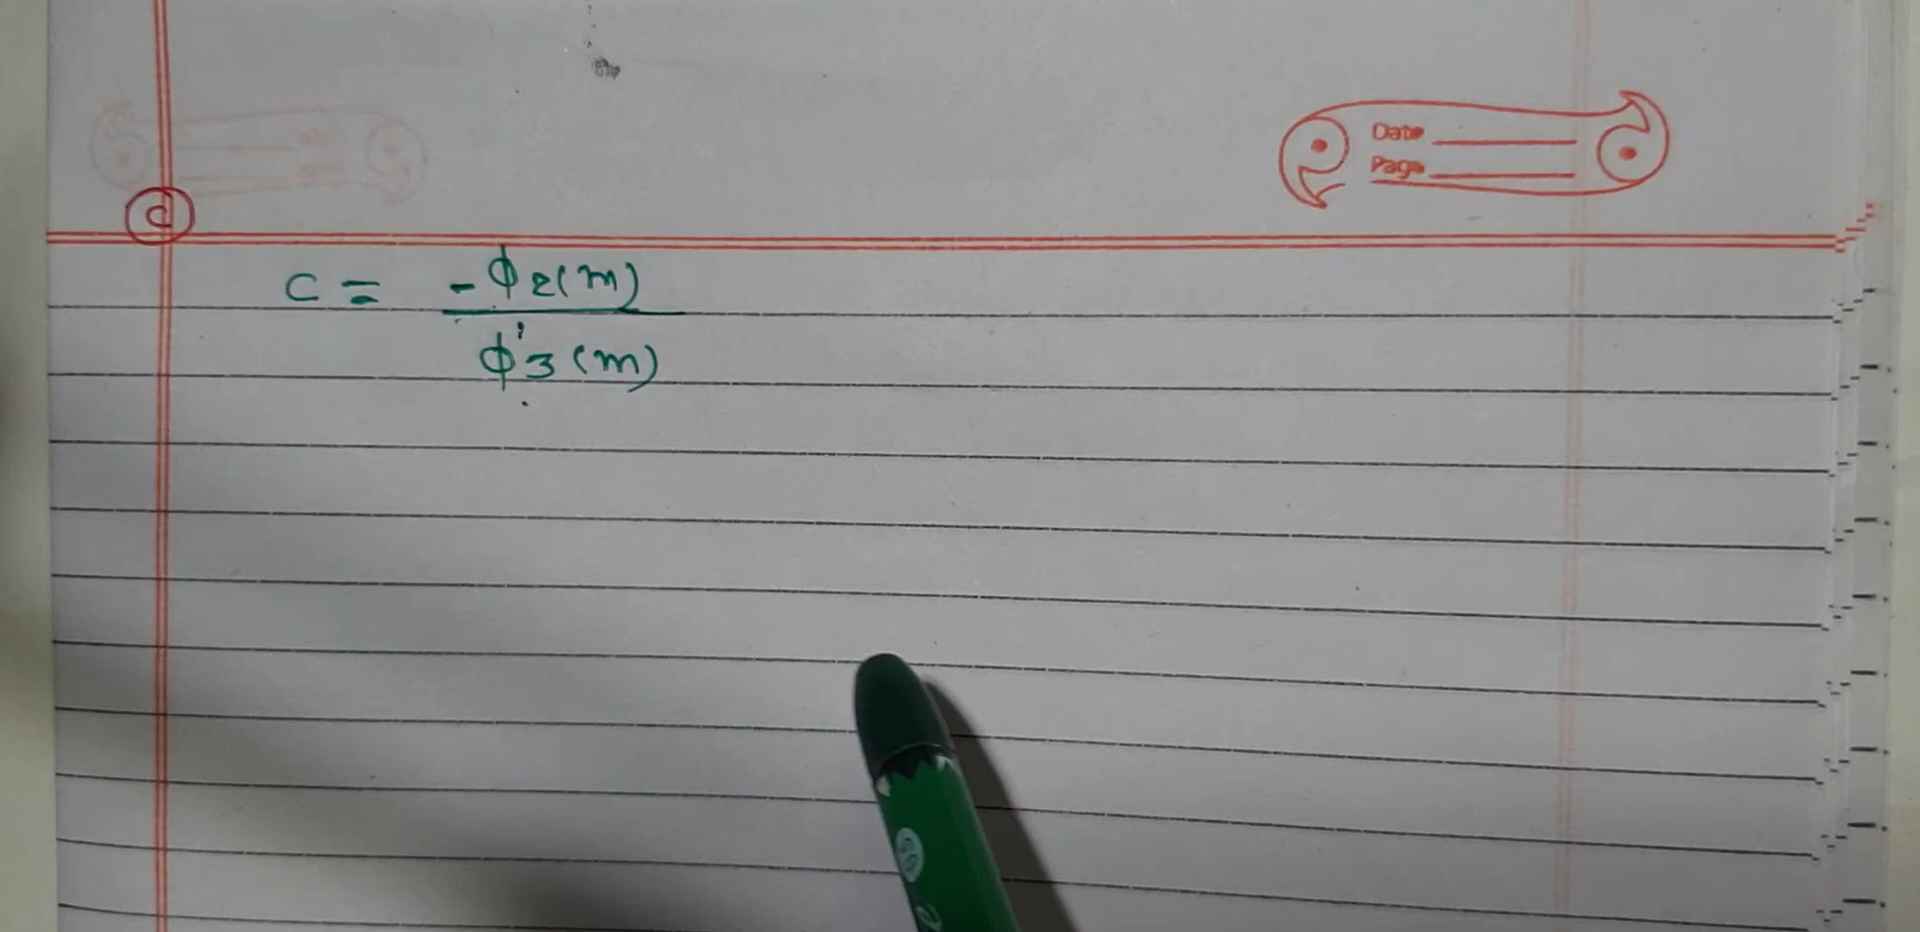 Date
Page
C
C = -ϕ2(m)
ϕ'3(m)